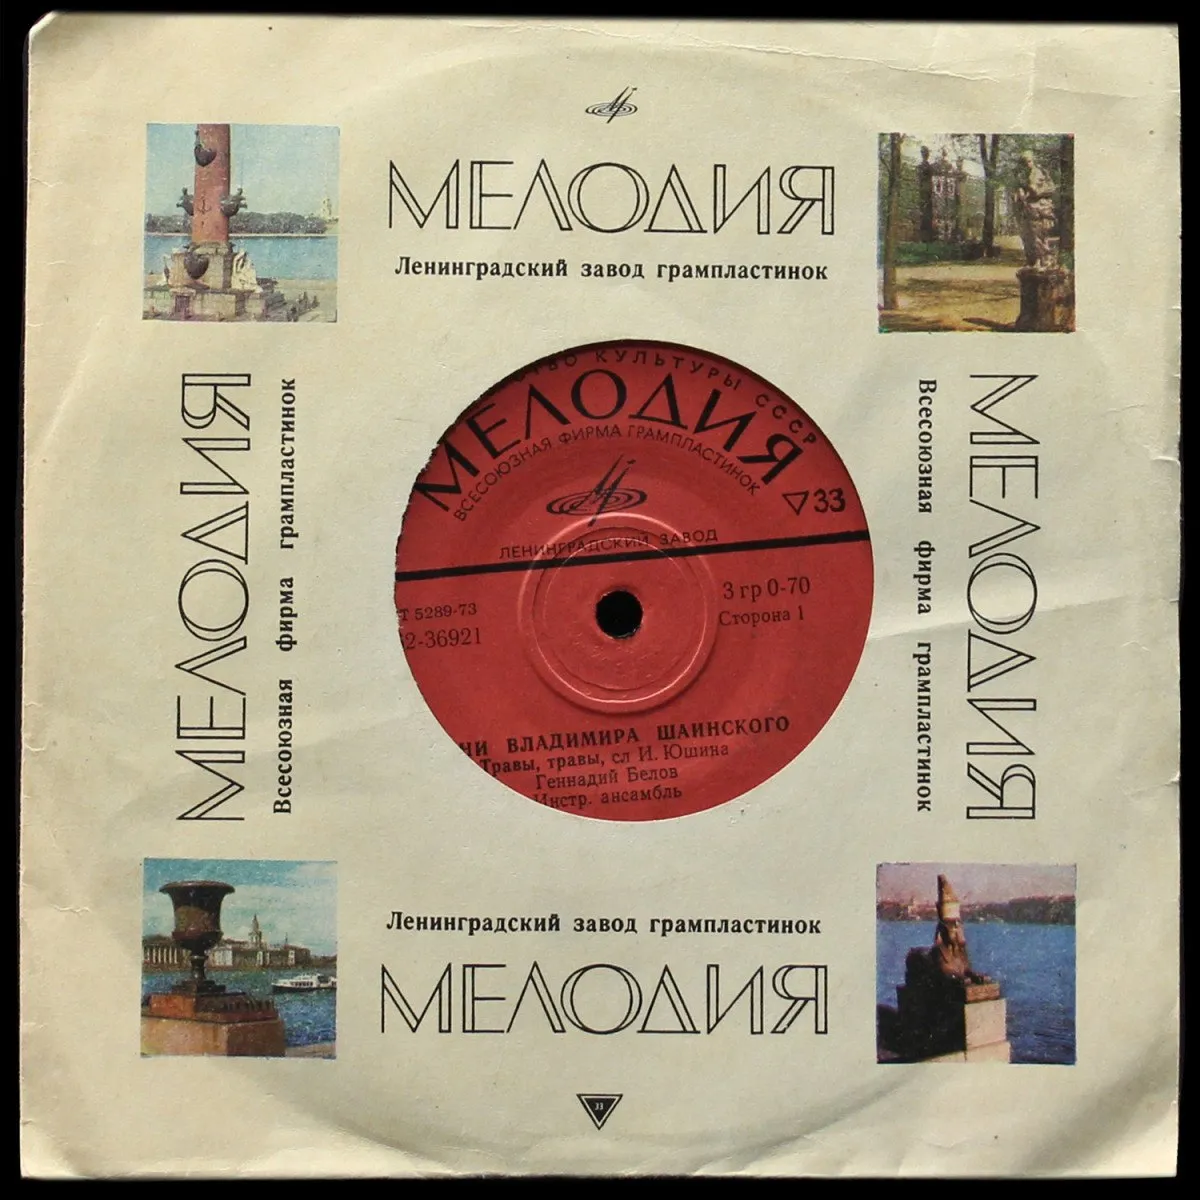 МЕЛОДИЯ
Ленинградский завод грампластинок
МЕЛОДИЯ
Всесоюзная фирма грампластинок
КУЛЬТУРЫ СССР
МЕЛОДИЯ
ВСЕСОЮЗНАЯ ФИРМА ГРАМПЛАСТИНОК
▽33
ЛЕНИНГРАДСКИЙ ЗАВОД
Т 5289-73
2-36921
3 гр 0-70
Сторона 1
НИ ВЛАДИМИРА ШАИНСКОГО
Травы, травы, сл И. Юшина
Геннадий Белов
Инстр. ансамбль
МЕЛОДИЯ
Всесоюзная фирма грампластинок
Ленинградский завод грампластинок
МЕЛОДИЯ
33